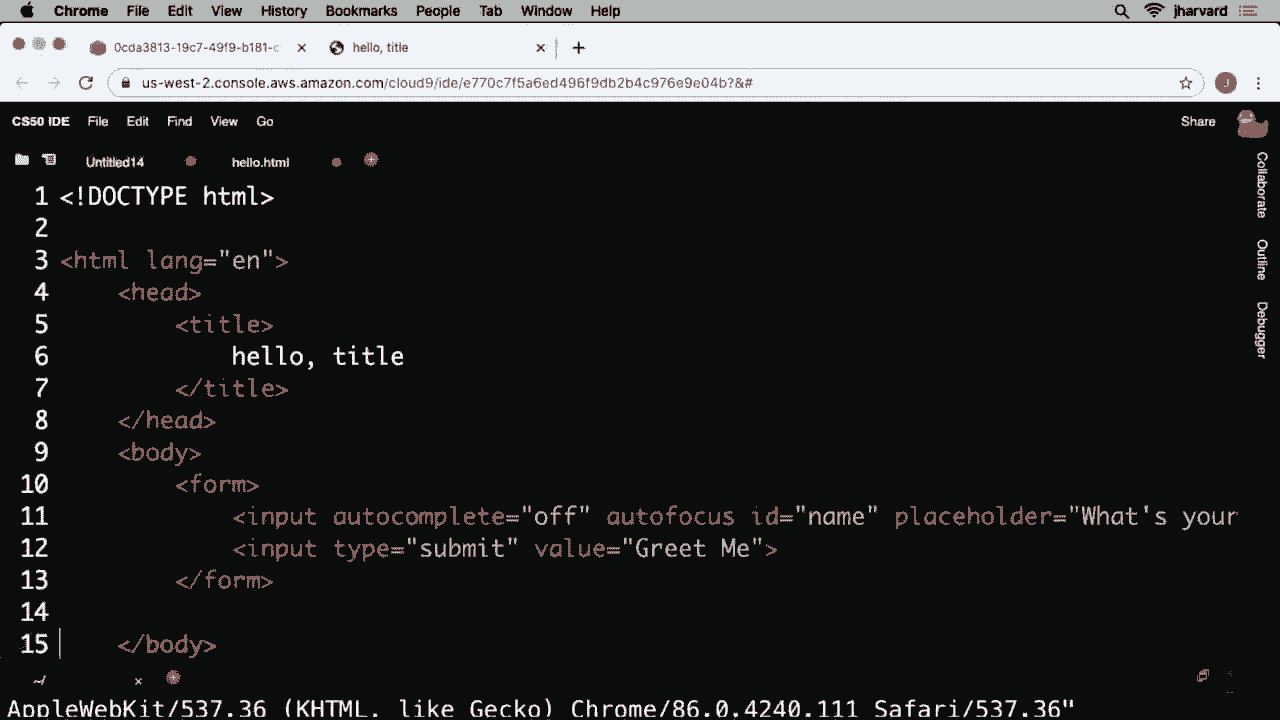 Chrome File Edit View History Bookmarks People Tab Window Help jharvard
0cda3813-19c7-49f9-b181-c hello, title
us-west-2.console.aws.amazon.com/cloud9/ide/e770c7f5a6ed496f9db2b4c976e9e04b?&# J
CS50 IDE File Edit Find View Go Share
Untitled14 hello.html
Collaborate
Outline
Debugger
1 <!DOCTYPE html>
2
3 <html lang="en">
4 <head>
5 <title>
6 hello, title
7 </title>
8 </head>
9 <body>
10 <form>
11 <input autocomplete="off" autofocus id="name" placeholder="What's your
12 <input type="submit" value="Greet Me">
13 </form>
14
15 </body>
~/
AppleWebKit/537.36 (KHTML, like Gecko) Chrome/86.0.4240.111 Safari/537.36"